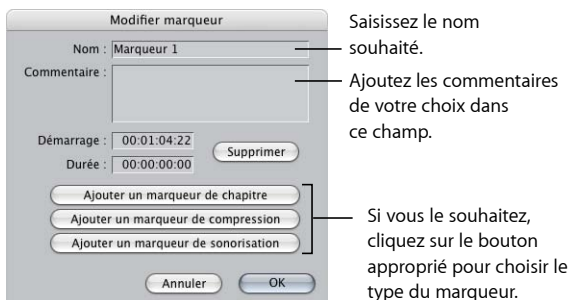 Modifier marqueur
Nom : Marqueur 1
Commentaire :
Démarrage : 00:01:04:22
Durée : 00:00:00:00
Supprimer
Ajouter un marqueur de chapitre
Ajouter un marqueur de compression
Ajouter un marqueur de sonorisation
Annuler OK
Saisissez le nom
souhaité.
Ajoutez les commentaires
de votre choix dans
ce champ.
Si vous le souhaitez,
cliquez sur le bouton
approprié pour choisir le
type du marqueur.